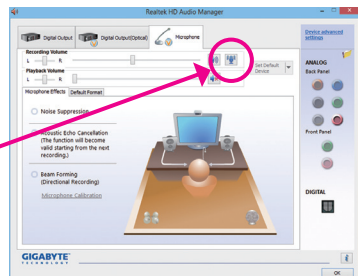 Realtek HD Audio Manager
Digital Output
Digital Output(Optical)
Microphone
Device advanced settings
Recording Volume
L
R
Set Default Device
Playback Volume
L
R
Microphone Effects
Default Format
Noise Suppression
Acoustic Echo Cancellation
(The function will become
valid starting from the next
recording.)
Beam Forming
(Directional Recording)
Microphone Calibration
ANALOG
Back Panel
Front Panel
DIGITAL
GIGABYTE
TECHNOLOGY
OK